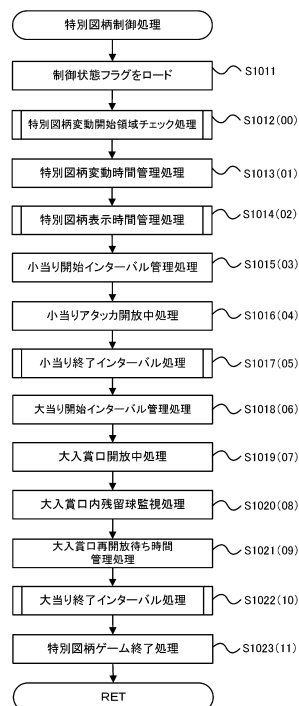 特別図柄制御処理
制御状態フラグをロード
S1011
特別図柄変動開始領域チェック処理
S1012(00)
特別図柄変動時間管理処理
S1013(01)
特別図柄表示時間管理処理
S1014(02)
小当り開始インターバル管理処理
S1015(03)
小当りアタッカ開放中処理
S1016(04)
小当り終了インターバル処理
S1017(05)
大当り開始インターバル管理処理
S1018(06)
大入賞口開放中処理
S1019(07)
大入賞口内残留球監視処理
S1020(08)
大入賞口再開放待ち時間
管理処理
S1021(09)
大当り終了インターバル処理
S1022(10)
特別図柄ゲーム終了処理
S1023(11)
RET